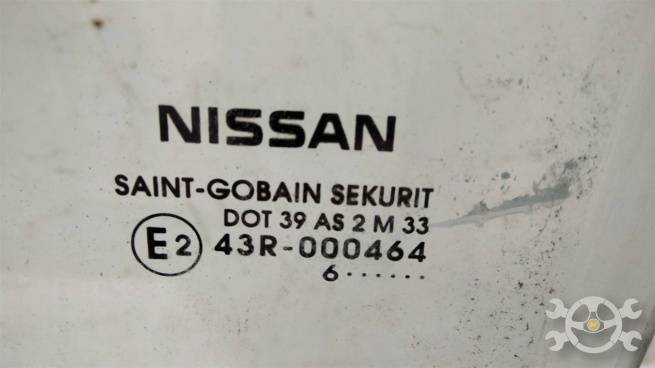 NISSAN
SAINT-GOBAIN SEKURIT
DOT 39 AS 2 M 33
E2 43R-000464
6······